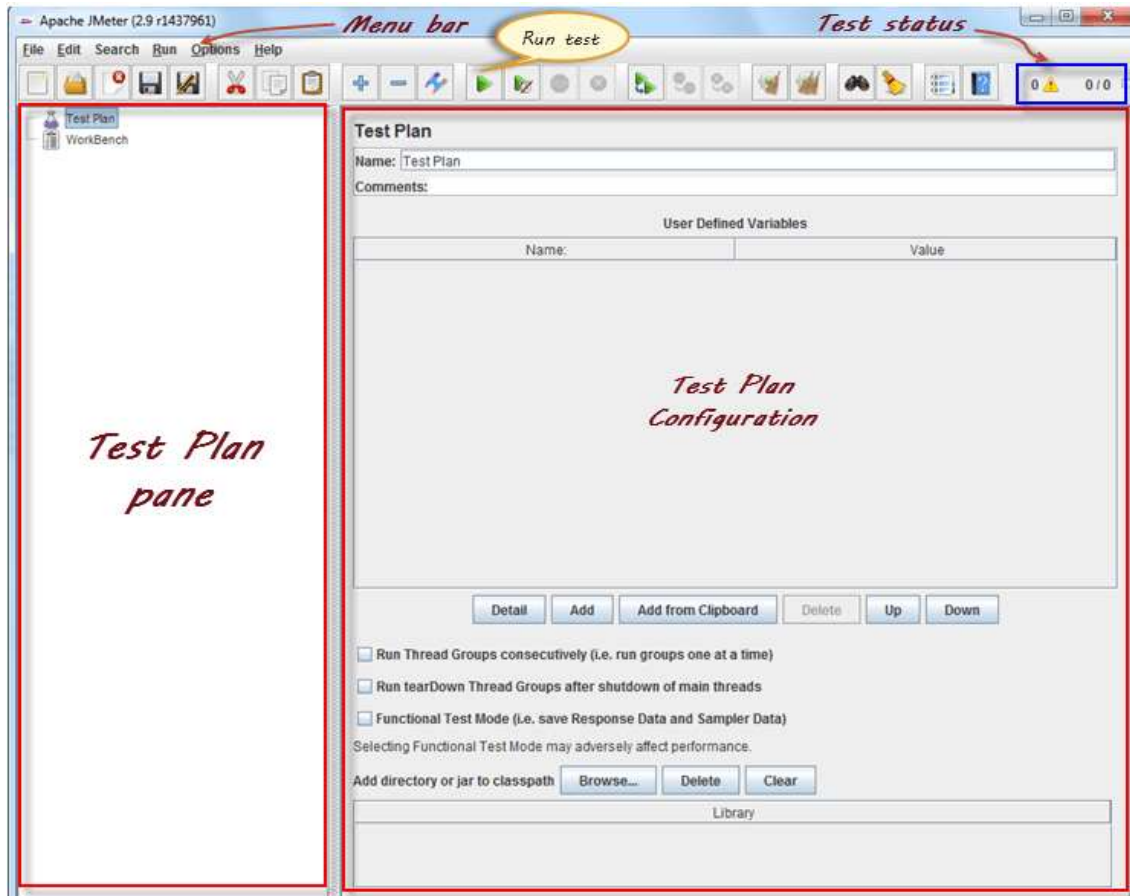 Apache JMeter (2.9 r1437961)
Menu bar
Run test
Test status
File Edit Search Run Options Help
0 0 / 0
Test Plan
WorkBench
Test Plan pane
Test Plan
Name: Test Plan
Comments:
User Defined Variables
Name: Value
Test Plan
Configuration
Detail Add Add from Clipboard Delete Up Down
Run Thread Groups consecutively (i.e. run groups one at a time)
Run tearDown Thread Groups after shutdown of main threads
Functional Test Mode (i.e. save Response Data and Sampler Data)
Selecting Functional Test Mode may adversely affect performance.
Add directory or jar to classpath Browse... Delete Clear
Library